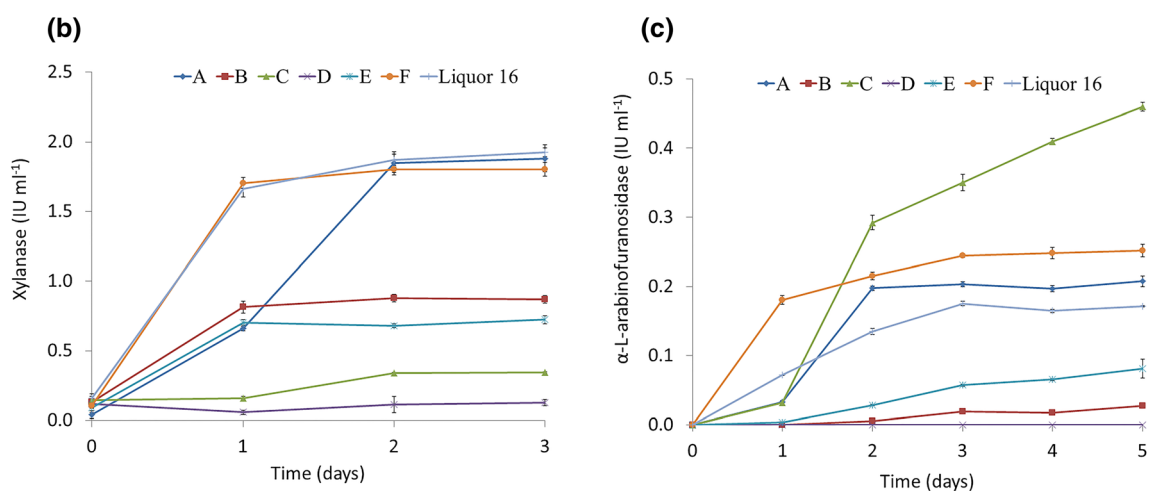 (b)
A B C D E F Liquor 16
Xylanase (IU ml-1)
2.5
2.0
1.5
1.0
0.5
0.0
0 1 2 3
Time (days)
(c)
A B C D E F Liquor 16
α-L-arabinofuranosidase (IU ml-1)
0.5
0.4
0.3
0.2
0.1
0.0
0 1 2 3 4 5
Time (days)